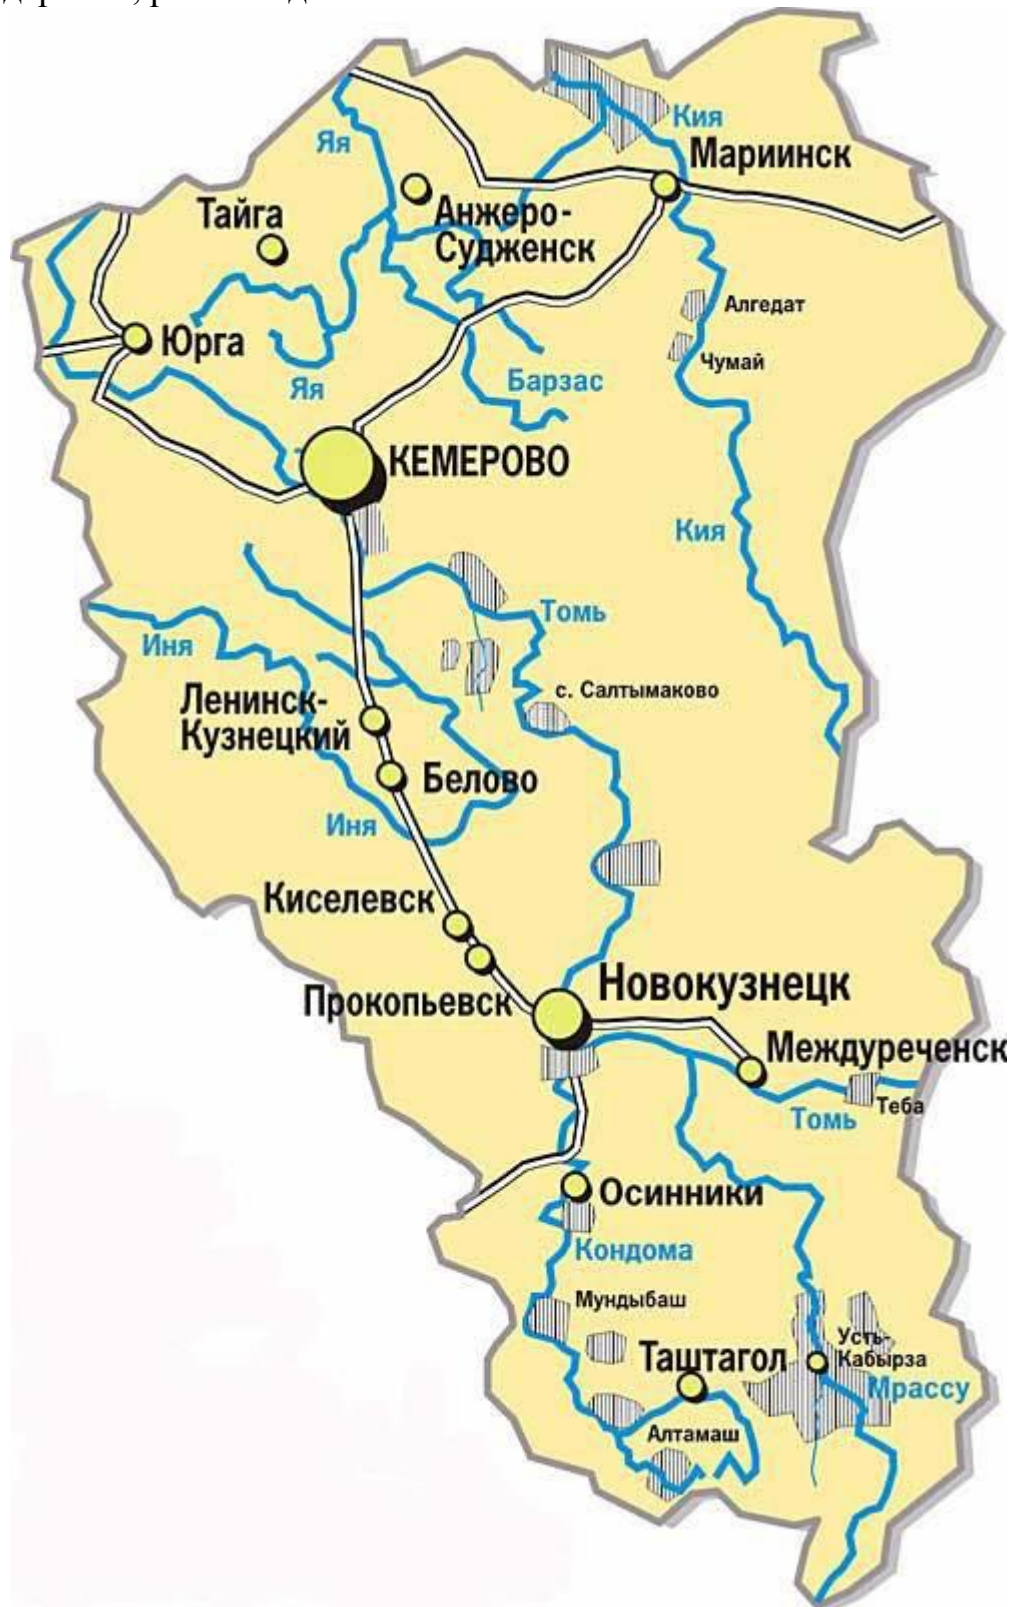 Кия
Яя
Мариинск
Тайга
Анжеро-
Судженск
Алгедат
Юрга
Чумай
Яя
Барзас
КЕМЕРОВО
Кия
Томь
Иня
с. Салтымаково
Ленинск-
Кузнецкий
Белово
Иня
Киселевск
Новокузнецк
Прокопьевск
Междуреченск
Теба
Томь
Осинники
Кондома
Мундыбаш
Усть-
Кабырза
Таштагол
Мрассу
Алтамаш